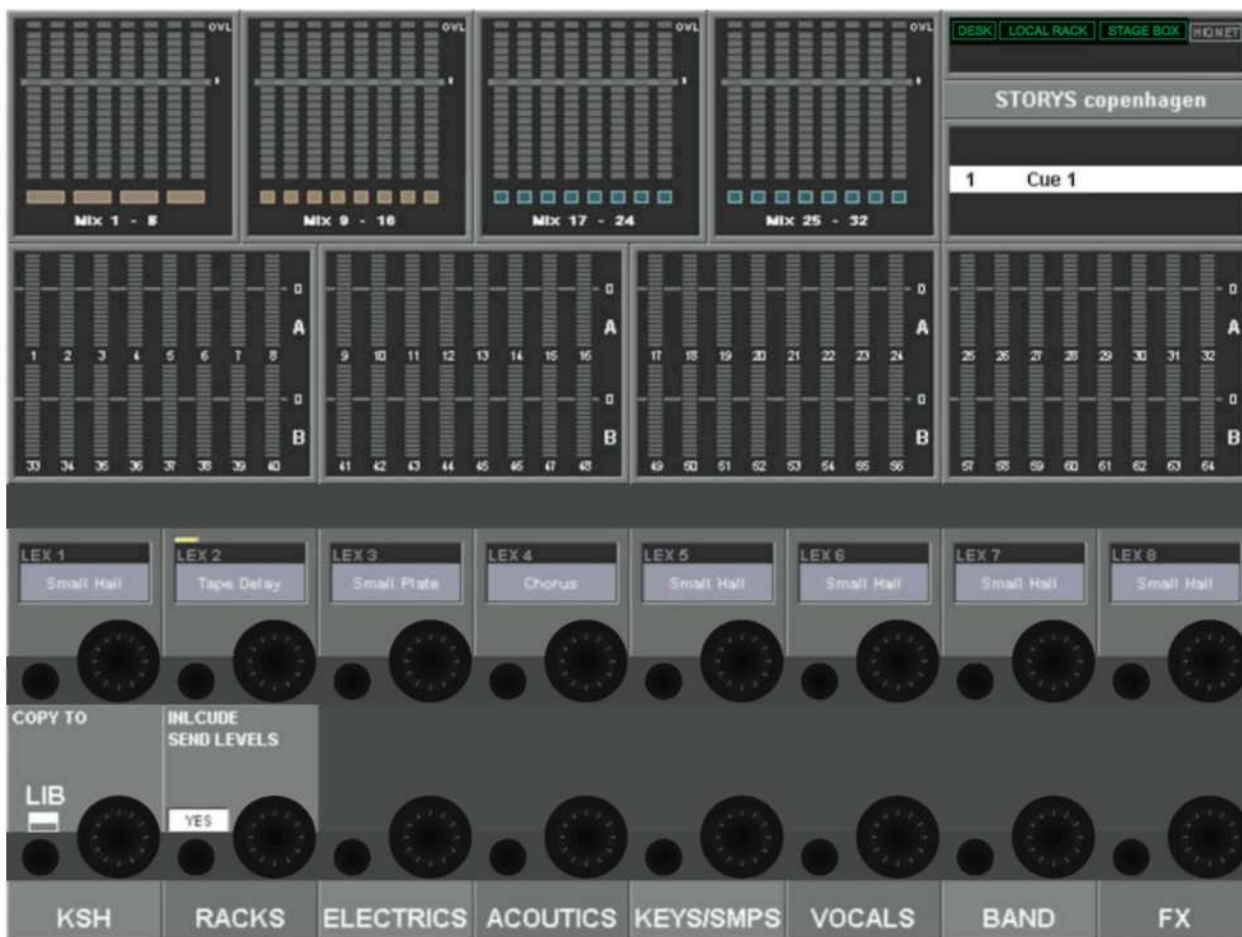 OVL OVL OVL OVL
DESK LOCAL RACK STAGE BOX HIQNET
STORYS copenhagen
1 Cue 1
Mix 1 - 8 Mix 9 - 16 Mix 17 - 24 Mix 25 - 32
0 0 0 0
A A A A
1 2 3 4 5 6 7 8 9 10 11 12 13 14 15 16 17 18 19 20 21 22 23 24 25 26 27 28 29 30 31 32
0 0 0 0
B B B B
33 34 35 36 37 38 39 40 41 42 43 44 45 46 47 48 49 50 51 52 53 54 55 56 57 58 59 60 61 62 63 64
LEX 1 LEX 2 LEX 3 LEX 4 LEX 5 LEX 6 LEX 7 LEX 8
Small Hall Tape Delay Small Plate Chorus Small Hall Small Hall Small Hall Small Hall
COPY TO INLCUDE
SEND LEVELS
LIB
YES
KSH RACKS ELECTRICS ACOUTICS KEYS/SMPS VOCALS BAND FX